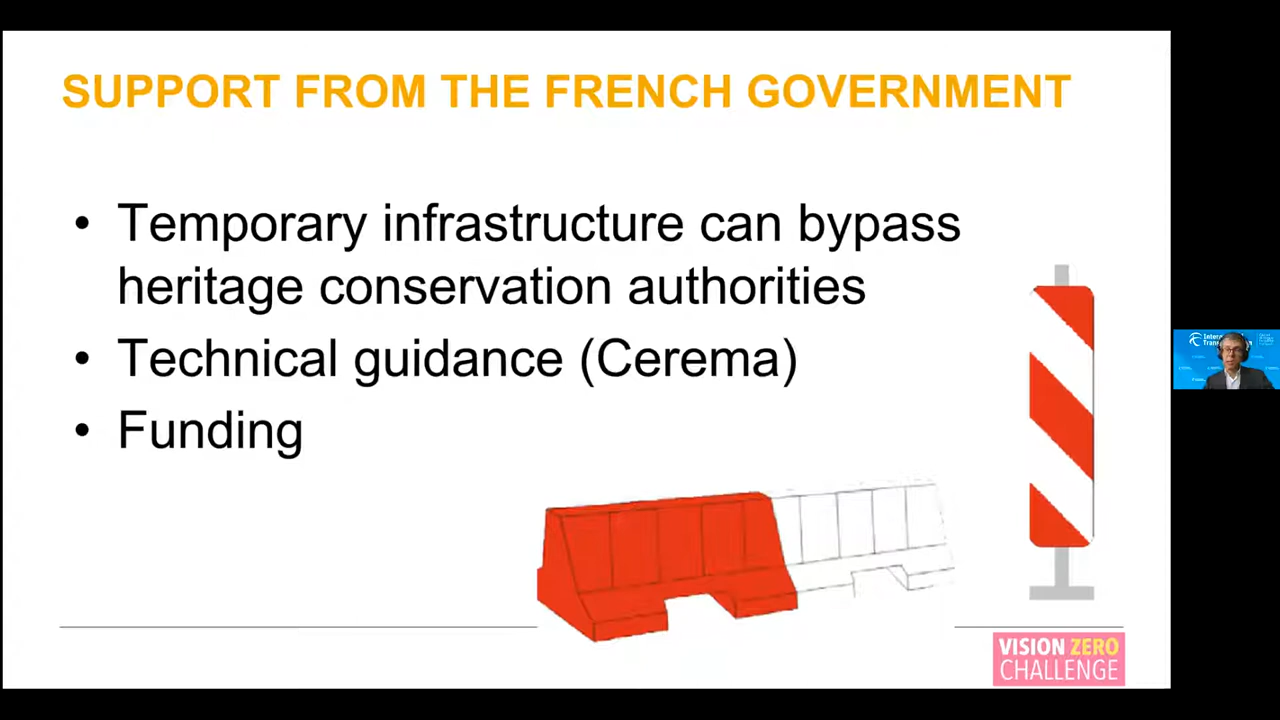 SUPPORT FROM THE FRENCH GOVERNMENT
• Temporary infrastructure can bypass
heritage conservation authorities
• Technical guidance (Cerema)
• Funding
VISION ZERO
CHALLENGE